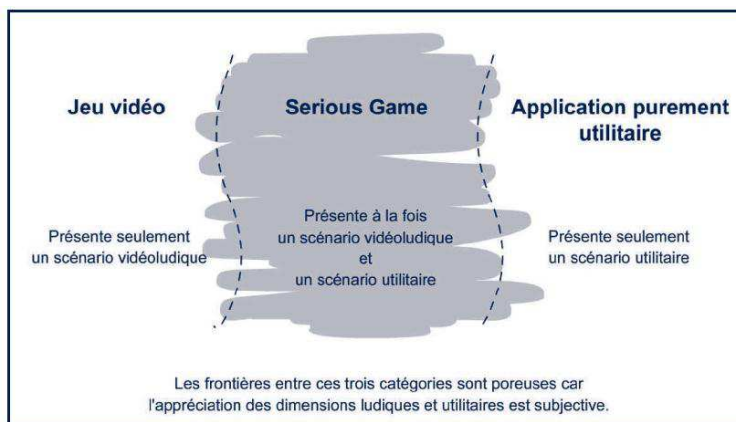 Jeu vidéo
Serious Game
Application purement
utilitaire
Présente seulement
un scénario vidéoludique
Présente à la fois
un scénario vidéoludique
et
un scénario utilitaire
Présente seulement
un scénario utilitaire
Les frontières entre ces trois catégories sont poreuses car
l'appréciation des dimensions ludiques et utilitaires est subjective.